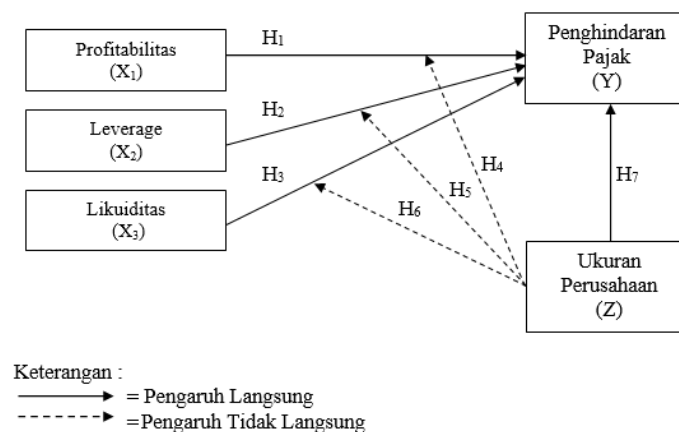 Profitabilitas
(X₁)
H₁
Penghindaran
Pajak
(Y)
Leverage
(X₂)
H₂
Likuiditas
(X₃)
H₃
H₄
H₅
H₆
H₇
Ukuran
Perusahaan
(Z)
Keterangan :
= Pengaruh Langsung
=Pengaruh Tidak Langsung